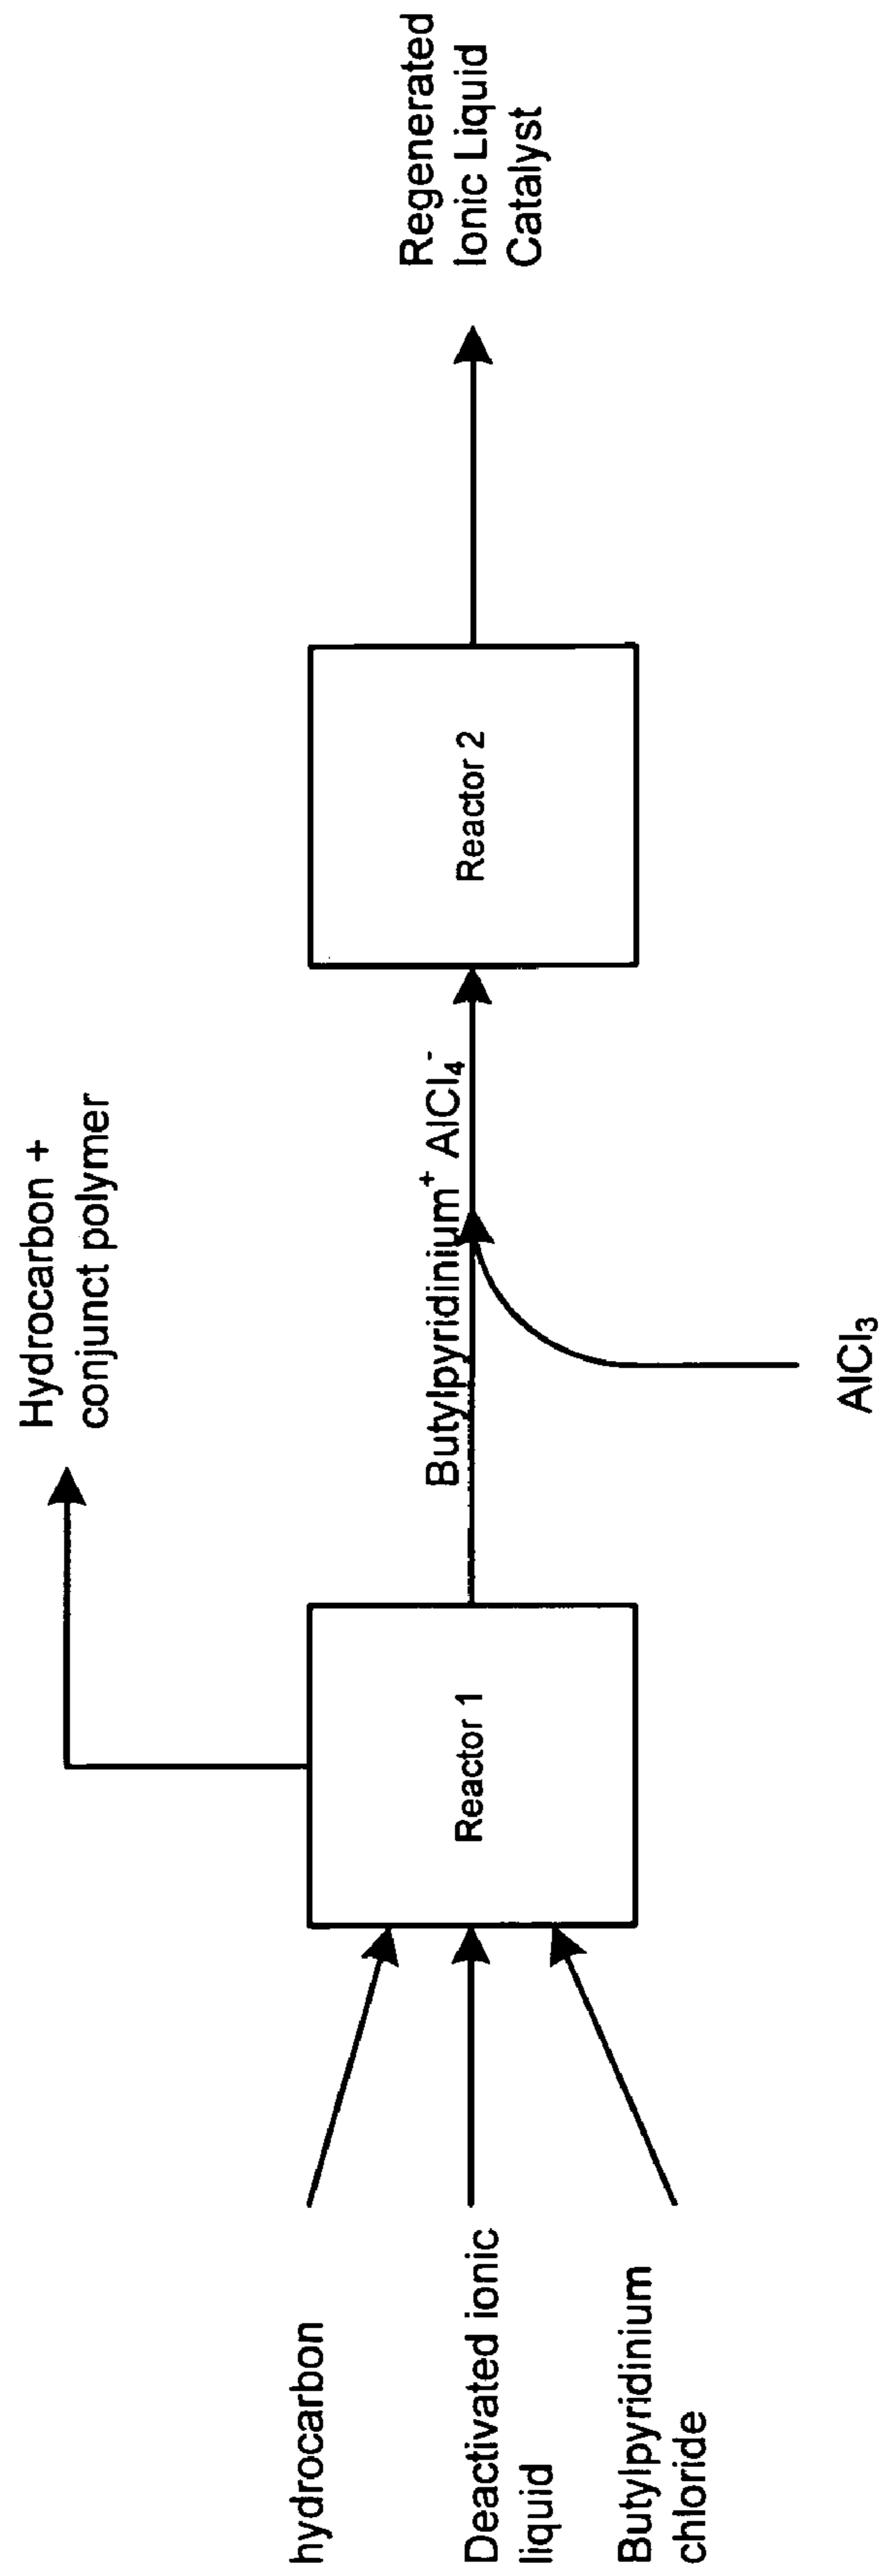 hydrocarbon
Deactivated ionic
liquid
Butylpyridinium
chloride
Reactor 1
Hydrocarbon +
conjunct polymer
Butylpyridinium⁺ AlCl₄⁻
AlCl₃
Reactor 2
Regenerated
Ionic Liquid
Catalyst